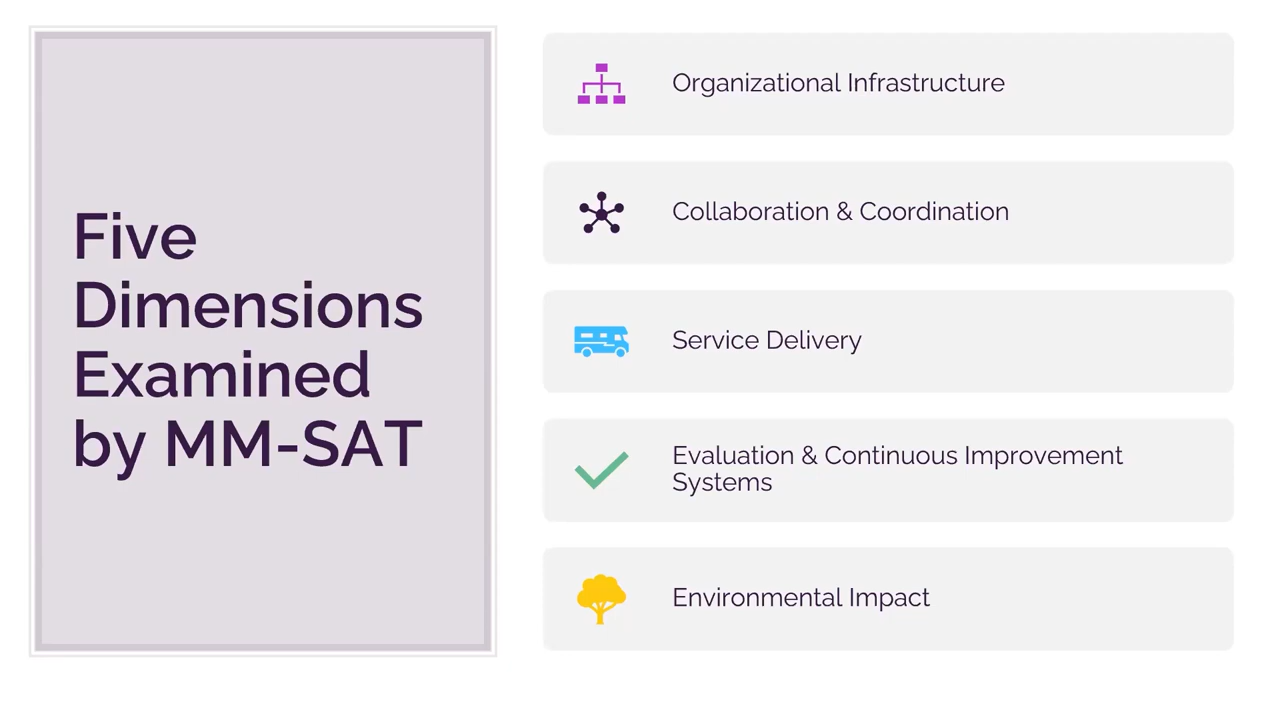 Five
Dimensions
Examined
by MM-SAT
Organizational Infrastructure
Collaboration & Coordination
Service Delivery
Evaluation & Continuous Improvement
Systems
Environmental Impact